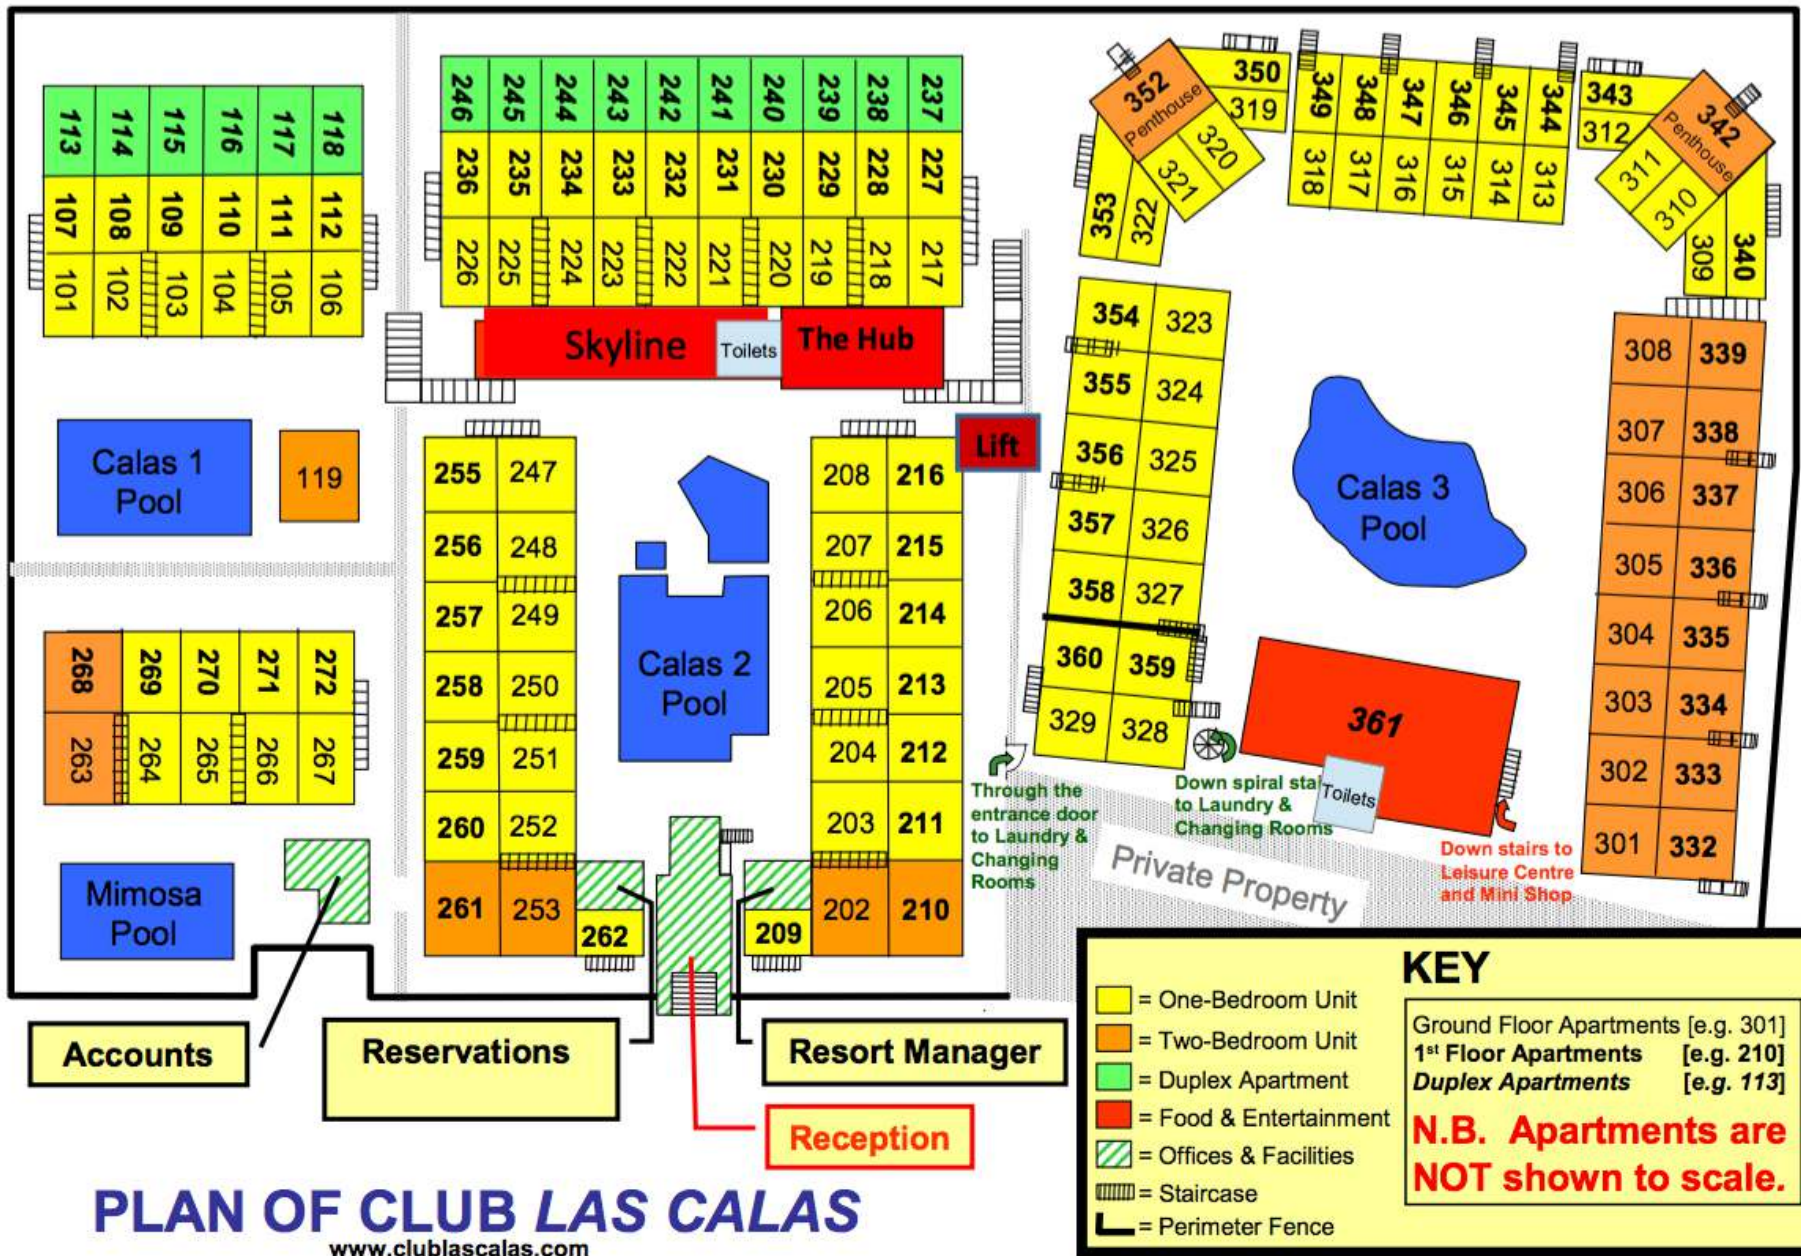 113 114 115 116 117 118
107 108 109 110 111 112
101 102 103 104 105 106
Calas 1
Pool
119
268 269 270 271 272
263 264 265 266 267
Mimosa
Pool
246 245 244 243 242 241 240 239 238 237
236 235 234 233 232 231 230 229 228 227
226 225 224 223 222 221 220 219 218 217
Skyline
Toilets
The Hub
Lift
255 247
256 248
257 249
258 250
259 251
260 252
261 253
262
Calas 2
Pool
208 216
207 215
206 214
205 213
204 212
203 211
202 210
209
352
Penthouse
320
321
350
319
353
322
349 348 347 346 345 344
318 317 316 315 314 313
343
312
342
Penthouse
311
310
309
340
354 323
355 324
356 325
357 326
358 327
360 359
329 328
Calas 3
Pool
308 339
307 338
306 337
305 336
304 335
303 334
302 333
301 332
361
Toilets
Through the
entrance door
to Laundry &
Changing
Rooms
Down spiral stai
to Laundry &
Changing Rooms
Down stairs to
Leisure Centre
and Mini Shop
Private Property
Accounts
Reservations
Resort Manager
Reception
KEY
= One-Bedroom Unit
= Two-Bedroom Unit
= Duplex Apartment
= Food & Entertainment
= Offices & Facilities
= Staircase
= Perimeter Fence
Ground Floor Apartments [e.g. 301]
1st Floor Apartments [e.g. 210]
Duplex Apartments [e.g. 113]
N.B. Apartments are
NOT shown to scale.
PLAN OF CLUB LAS CALAS
www.clublascalas.com